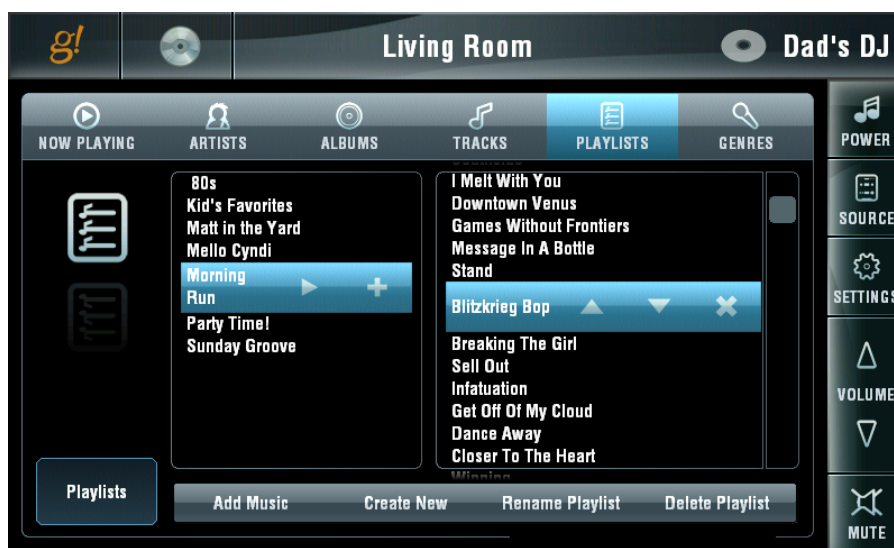 g!
Living Room
Dad's DJ
NOW PLAYING
ARTISTS
ALBUMS
TRACKS
PLAYLISTS
GENRES
POWER
SOURCE
SETTINGS
VOLUME
MUTE
80s
Kid's Favorites
Matt in the Yard
Mello Cyndi
Morning
Run
Party Time!
Sunday Groove
I Melt With You
Downtown Venus
Games Without Frontiers
Message In A Bottle
Stand
Blitzkrieg Bop
Breaking The Girl
Sell Out
Infatuation
Get Off Of My Cloud
Dance Away
Closer To The Heart
Winning
Playlists
Add Music
Create New
Rename Playlist
Delete Playlist